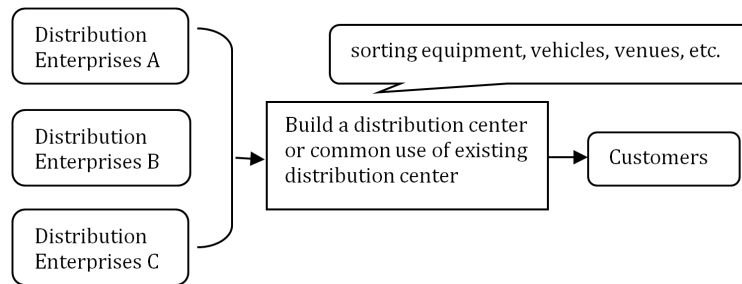 Distribution
Enterprises A
sorting equipment, vehicles, venues, etc.
Distribution
Enterprises B
Build a distribution center
or common use of existing
distribution center
Customers
Distribution
Enterprises C